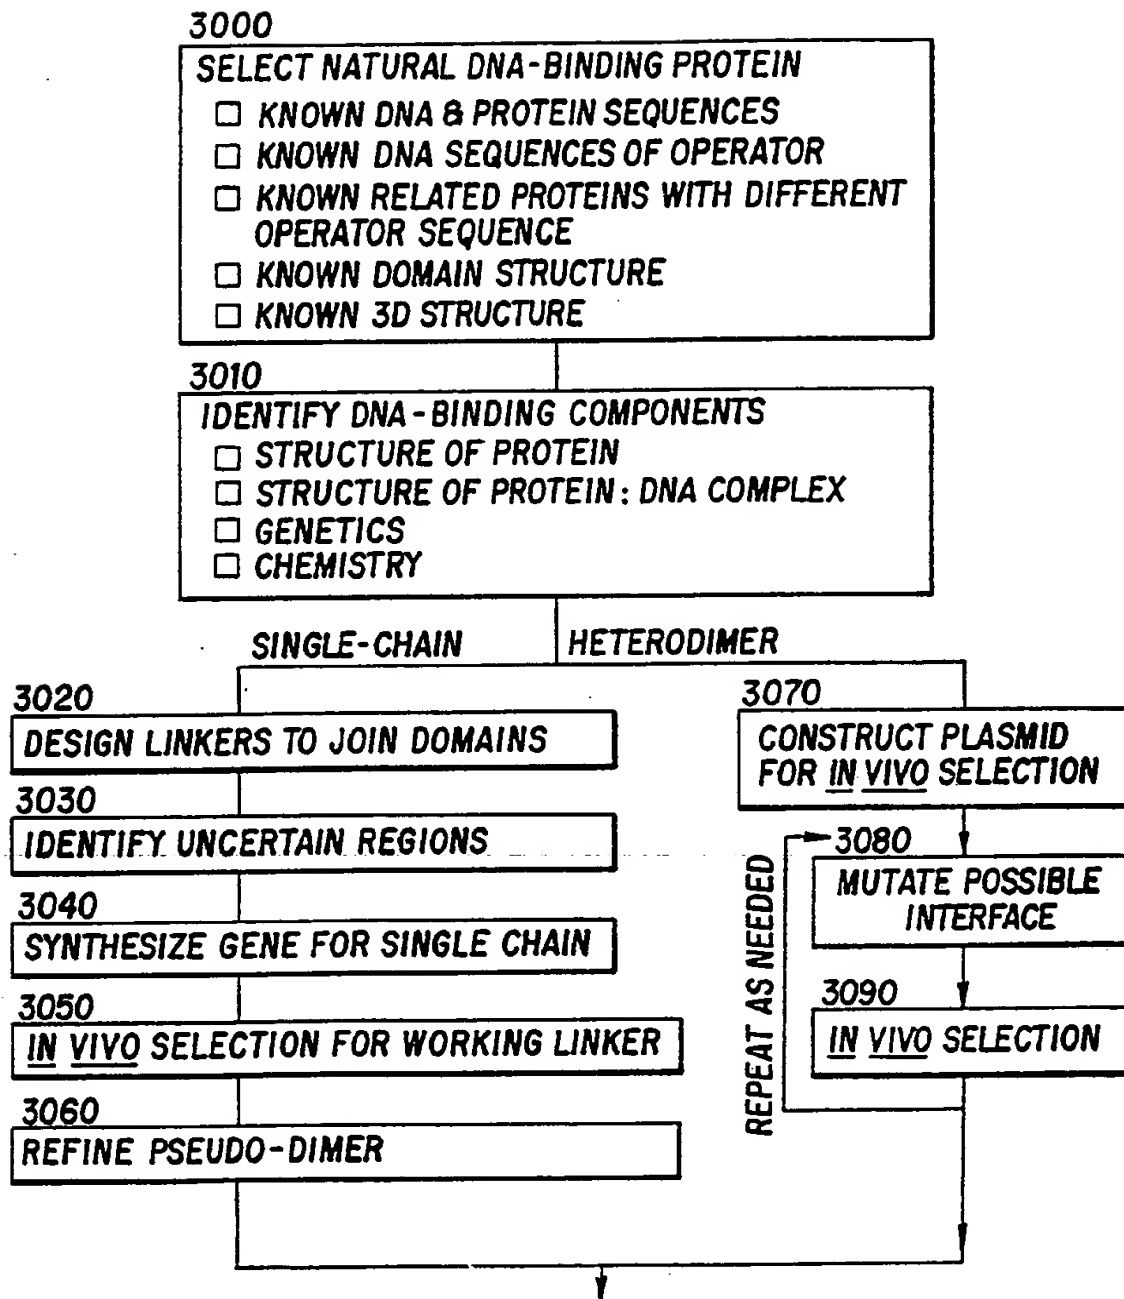 3000
SELECT NATURAL DNA-BINDING PROTEIN
□ KNOWN DNA & PROTEIN SEQUENCES
□ KNOWN DNA SEQUENCES OF OPERATOR
□ KNOWN RELATED PROTEINS WITH DIFFERENT
OPERATOR SEQUENCE
□ KNOWN DOMAIN STRUCTURE
□ KNOWN 3D STRUCTURE
3010
IDENTIFY DNA-BINDING COMPONENTS
□ STRUCTURE OF PROTEIN
□ STRUCTURE OF PROTEIN: DNA COMPLEX
□ GENETICS
□ CHEMISTRY
SINGLE-CHAIN
HETERODIMER
3020
DESIGN LINKERS TO JOIN DOMAINS
3030
IDENTIFY UNCERTAIN REGIONS
3040
SYNTHESIZE GENE FOR SINGLE CHAIN
3050
IN VIVO SELECTION FOR WORKING LINKER
3060
REFINE PSEUDO-DIMER
3070
CONSTRUCT PLASMID
FOR IN VIVO SELECTION
3080
MUTATE POSSIBLE
INTERFACE
3090
IN VIVO SELECTION
REPEAT AS NEEDED